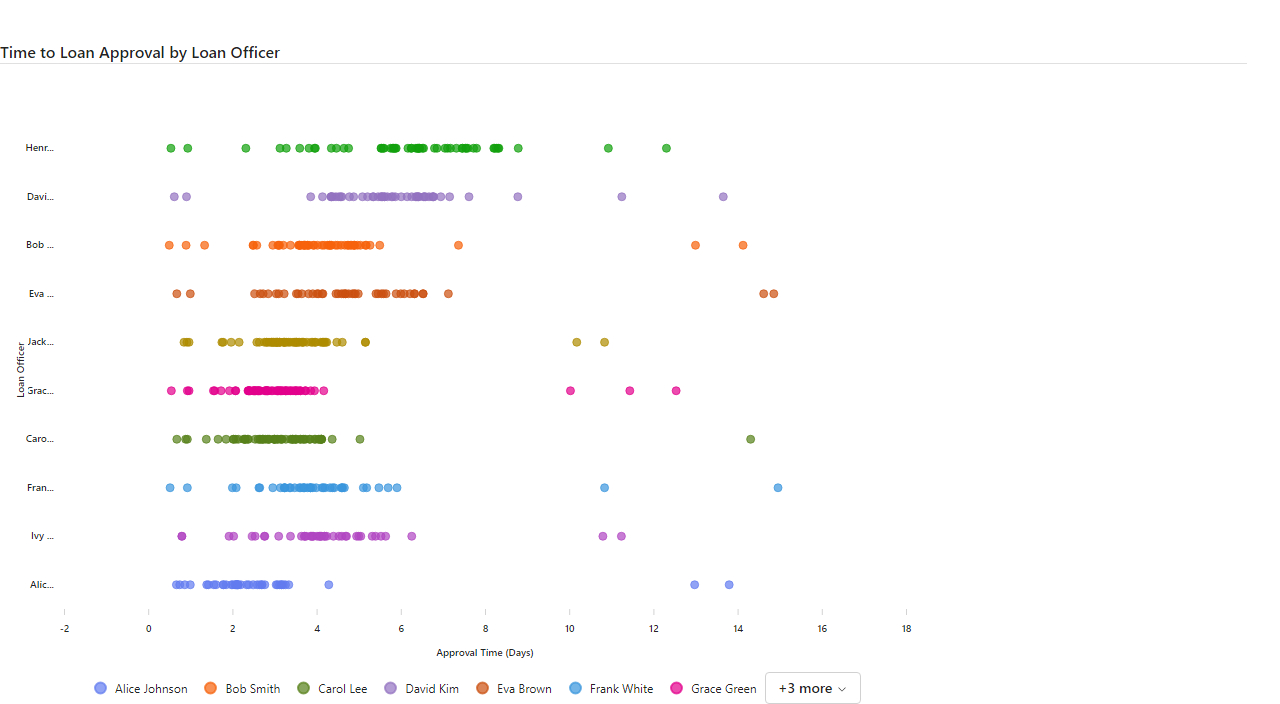 Time to Loan Approval by Loan Officer
Henr...
Davi...
Bob ...
Eva ...
Jack...
Grac...
Caro...
Fran...
Ivy ...
Alic...
Loan Officer
-2 0 2 4 6 8 10 12 14 16 18
Approval Time (Days)
Alice Johnson Bob Smith Carol Lee David Kim Eva Brown Frank White Grace Green +3 more